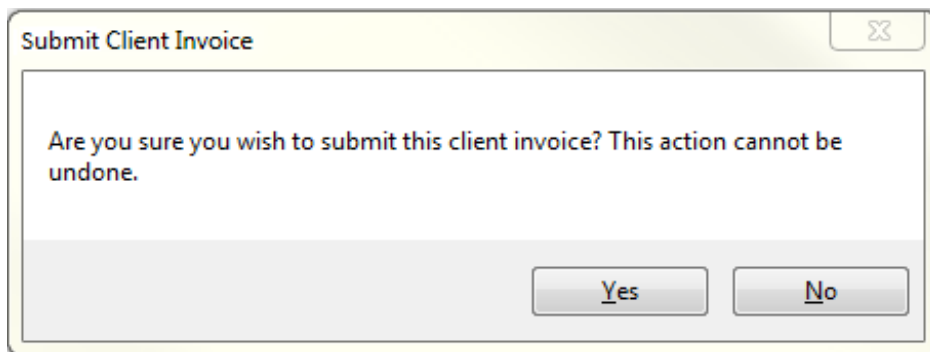 Submit Client Invoice
Are you sure you wish to submit this client invoice? This action cannot be
undone.
Yes
No